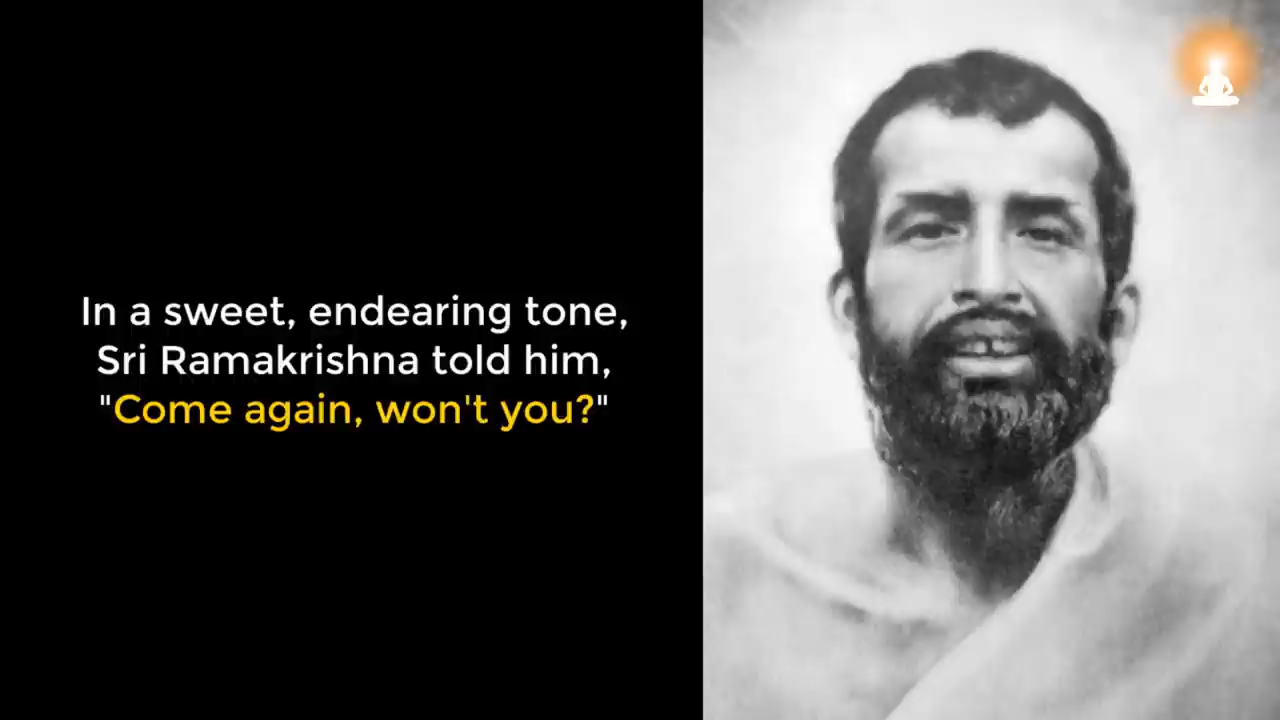 In a sweet, endearing tone,
Sri Ramakrishna told him,
"Come again, won't you?"